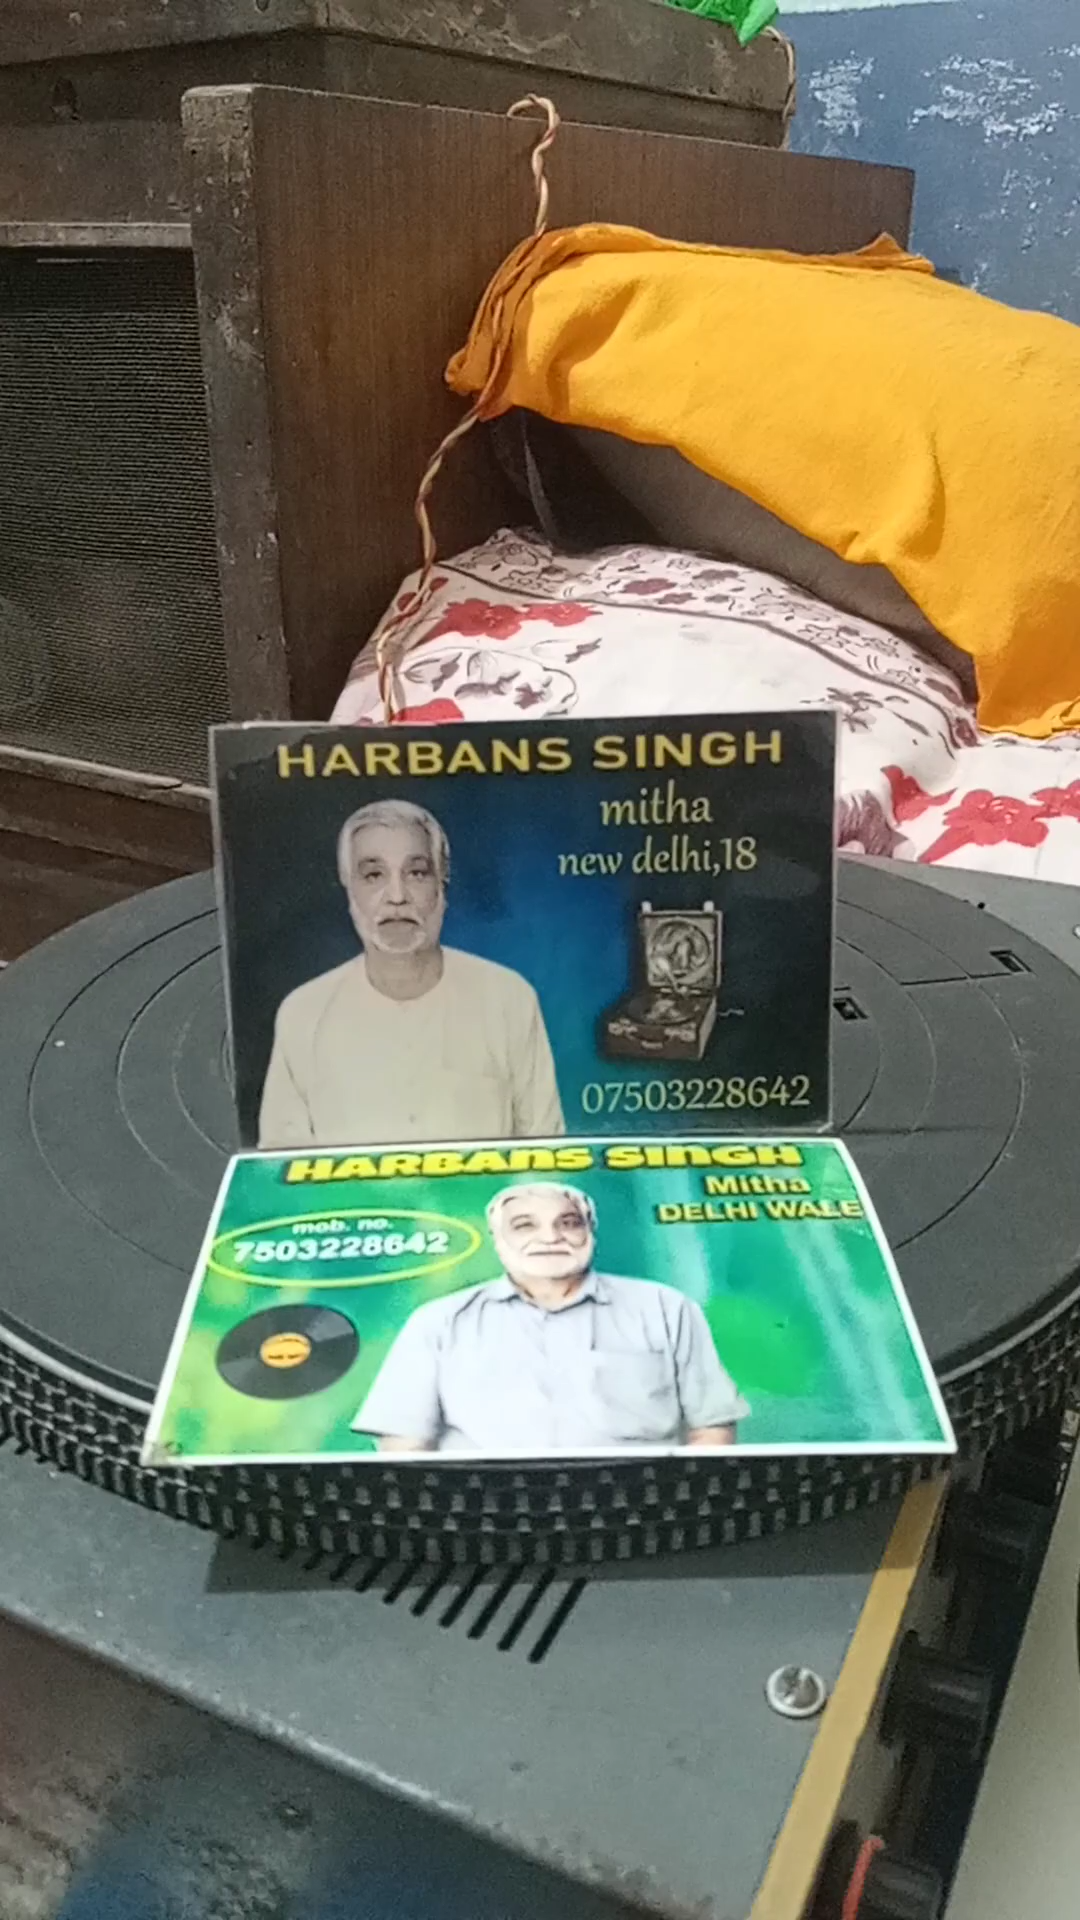 HARBANS SINGH
mitha
new delhi,18
07503228642
HARBANS SINGH
Mitha
DELHI WALE
mob. no.
7503228642